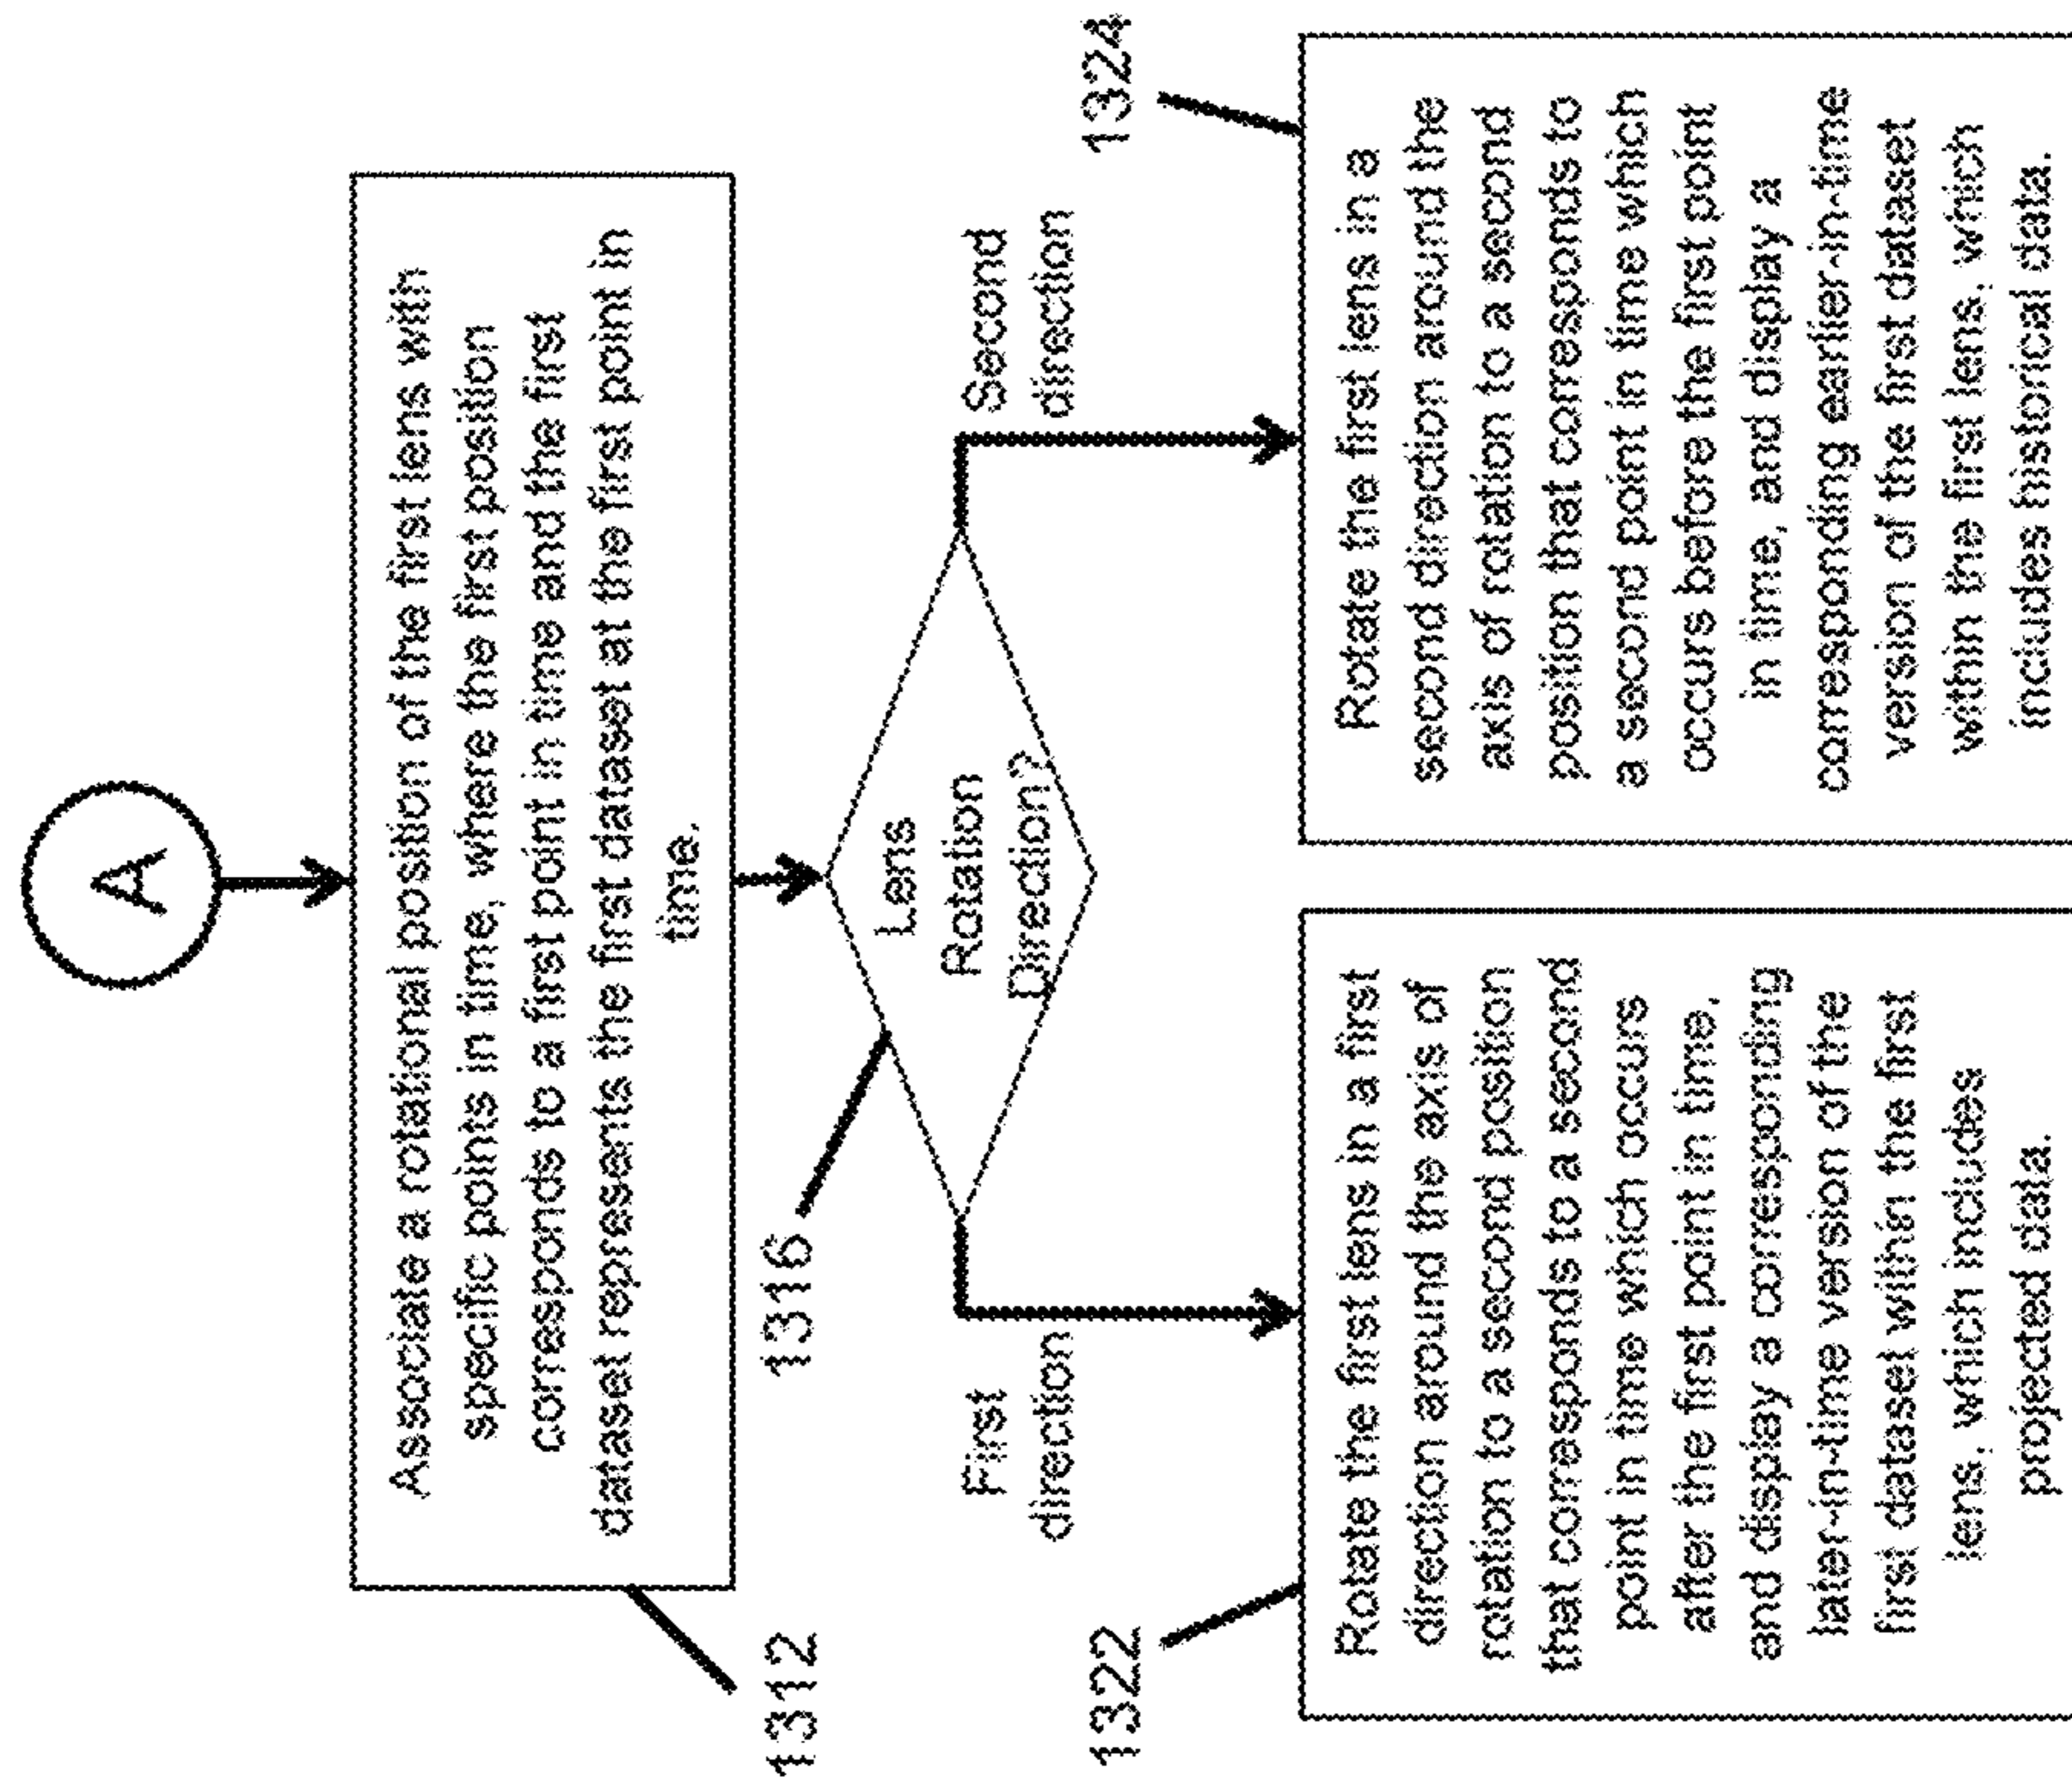 A
Associate a rotational position of the first lens with
specific points in time, where the first position
corresponds to a first point in time and the first
dataset represents the first dataset at the first point in
time.
1312
1316
Lens
Rotation
Direction?
First
direction
Second
direction
1322
Rotate the first lens in a first
direction around the axis of
rotation to a second position
that corresponds to a second
point in time which occurs
after the first point in time,
and display a corresponding
later-in-time version of the
first dataset within the first
lens, which includes
projected data.
1324
Rotate the first lens in a
second direction around the
axis of rotation to a second
position that corresponds to
a second point in time which
occurs before the first point
in time, and display a
corresponding earlier-in-time
version of the first dataset
within the first lens, which
includes historical data.